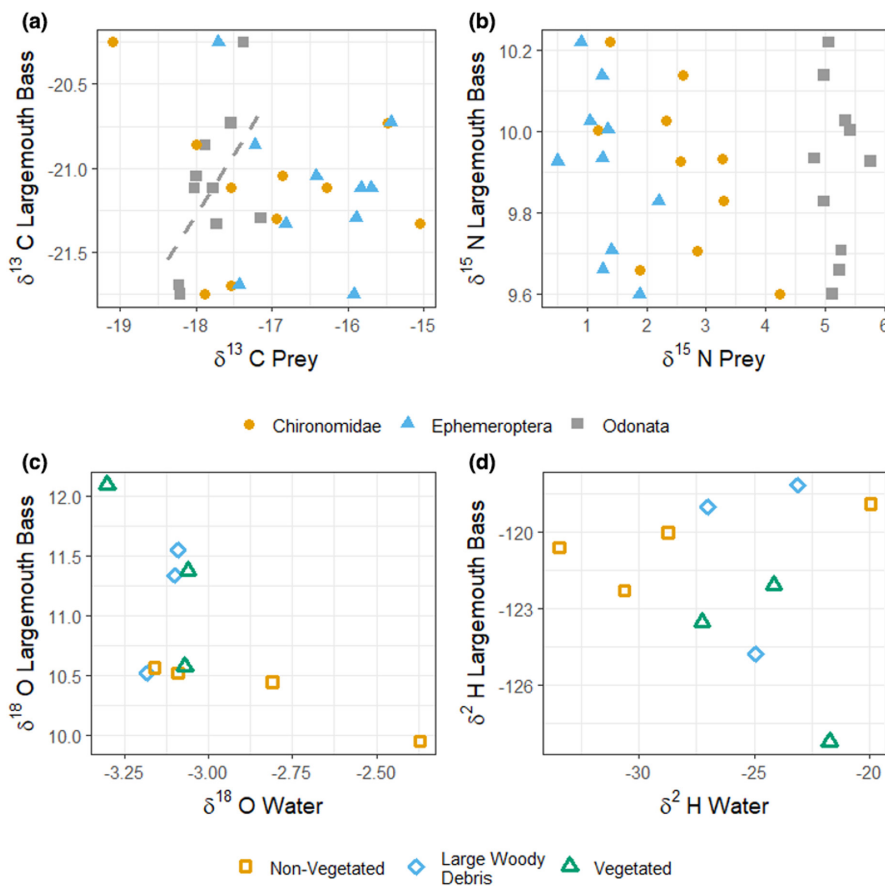 (a)
δ13 C Largemouth Bass
-20.5
-21.0
-21.5
-19
-18
-17
-16
-15
δ13 C Prey
(b)
δ15 N Largemouth Bass
10.2
10.0
9.8
9.6
1
2
3
4
5
6
δ15 N Prey
Chironomidae
Ephemeroptera
Odonata
(c)
δ18 O Largemouth Bass
12.0
11.5
11.0
10.5
10.0
-3.25
-3.00
-2.75
-2.50
δ18 O Water
(d)
δ2 H Largemouth Bass
-120
-123
-126
-30
-25
-20
δ2 H Water
Non-Vegetated
Large Woody
Debris
Vegetated